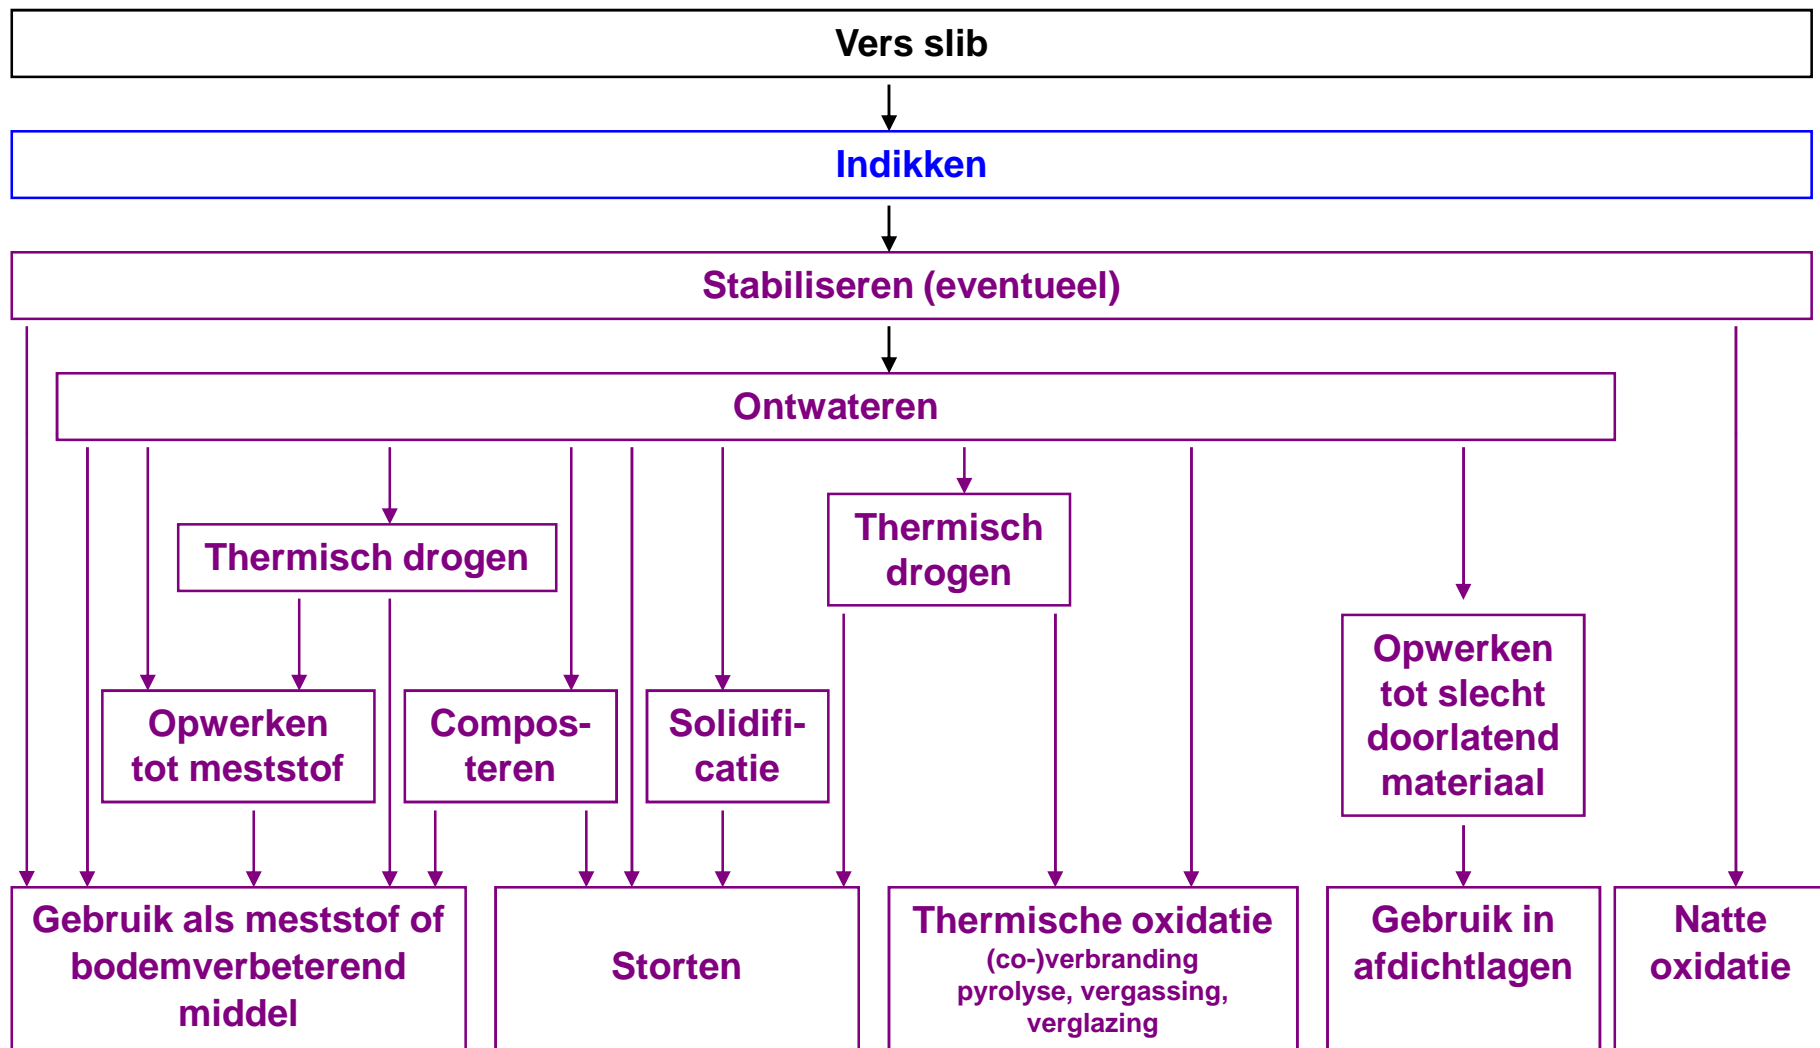 Vers slib
Indikken
Stabiliseren (eventueel)
Ontwateren
Thermisch drogen
Thermisch
drogen
Opwerken
tot slecht
doorlatend
materiaal
Opwerken
tot meststof
Compos-
teren
Solidifi-
catie
Gebruik als meststof of
bodemverbeterend
middel
Storten
Thermische oxidatie
(co-)verbranding
pyrolyse, vergassing,
verglazing
Gebruik in
afdichtlagen
Natte
oxidatie